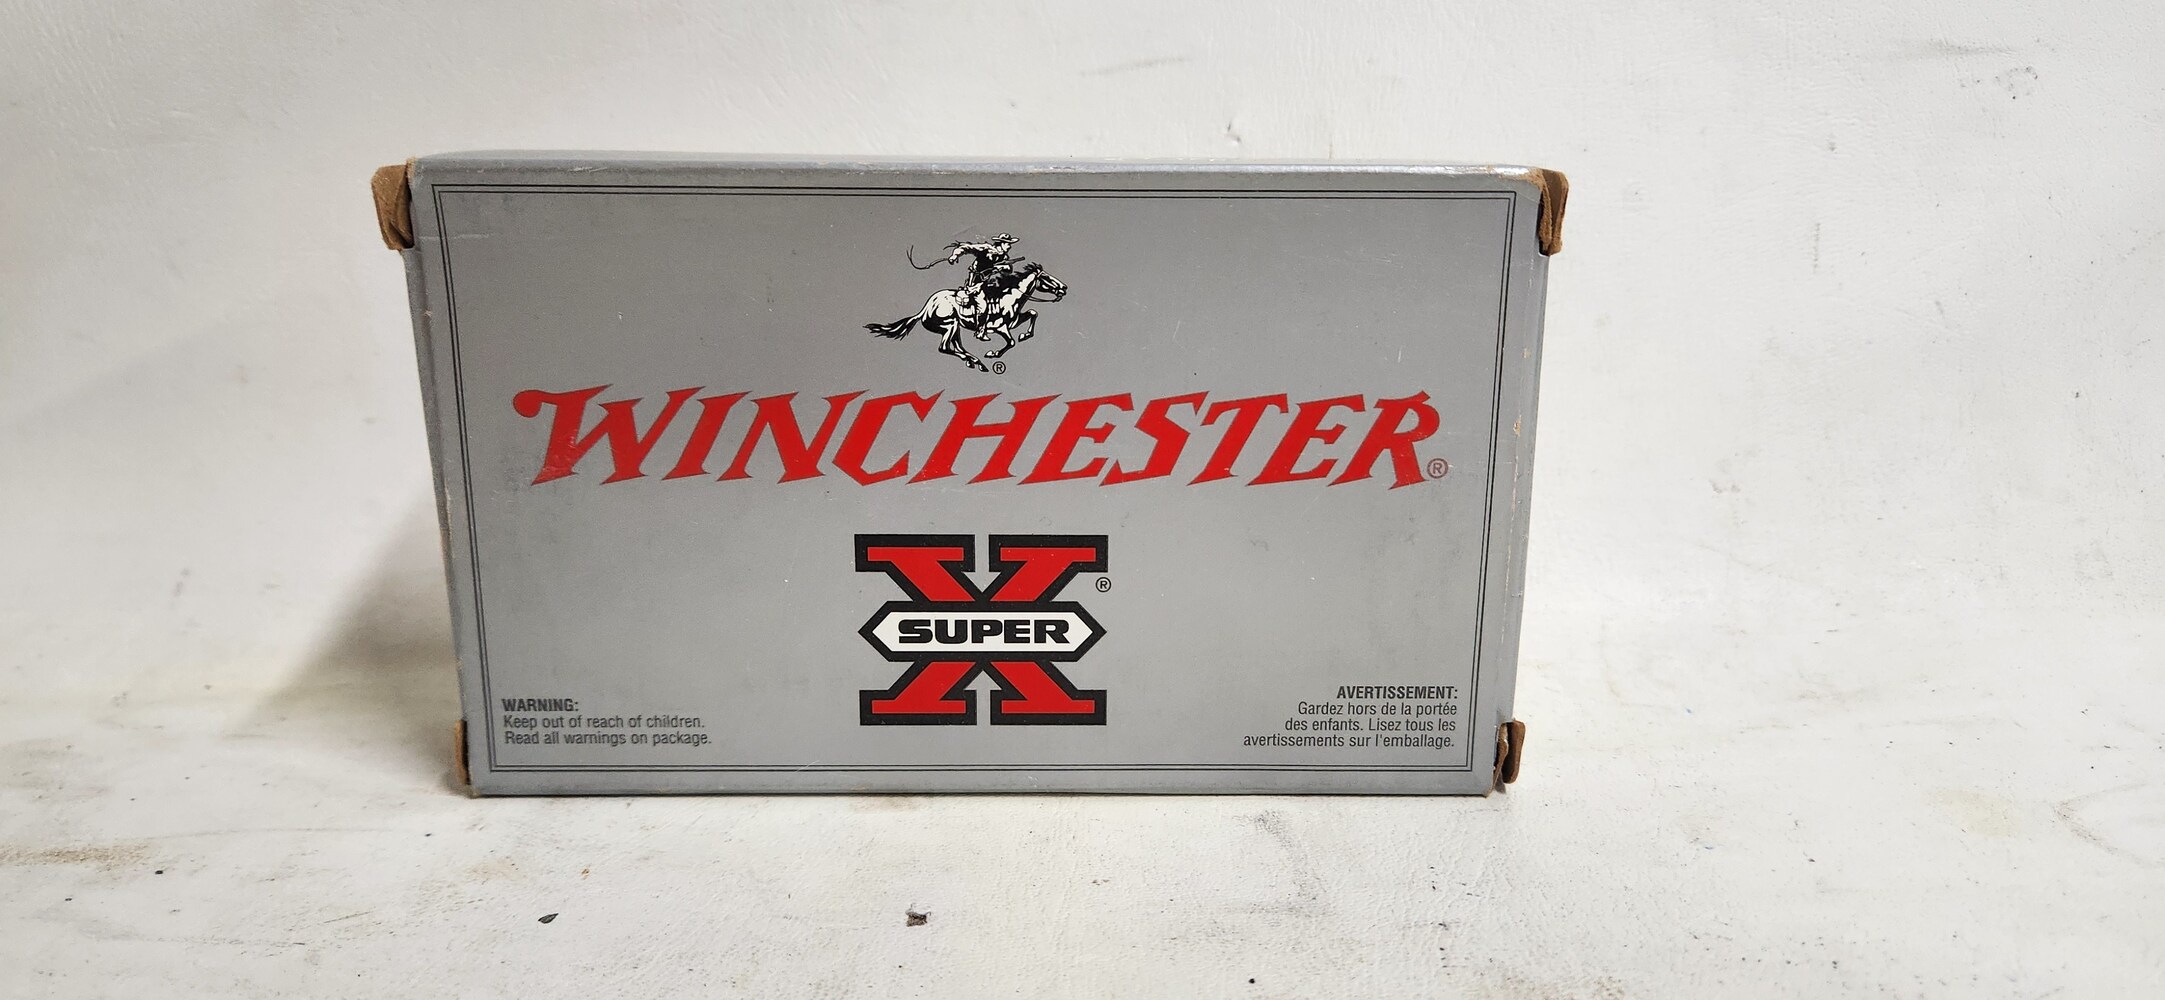 ®
WINCHESTER®
X®
SUPER
WARNING:
Keep out of reach of children.
Read all warnings on package.
AVERTISSEMENT:
Gardez hors de la portée
des enfants. Lisez tous les
avertissements sur l'emballage.